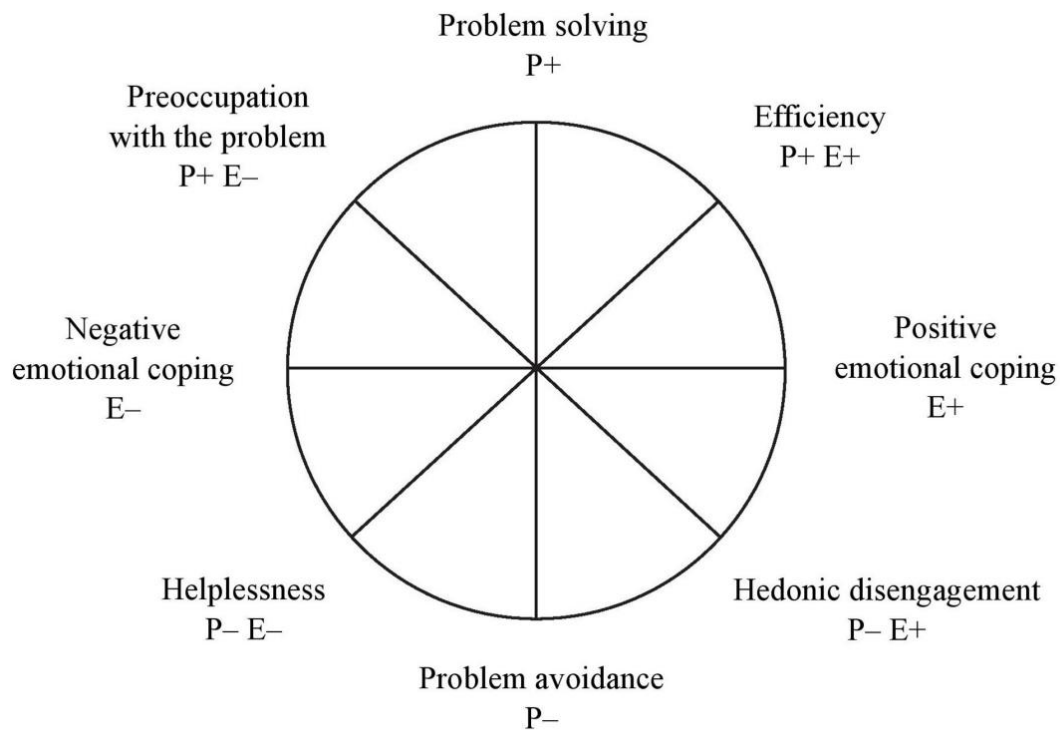 Problem solving
P+
Preoccupation
with the problem
P+ E–
Efficiency
P+ E+
Negative
emotional coping
E–
Positive
emotional coping
E+
Helplessness
P– E–
Hedonic disengagement
P– E+
Problem avoidance
P–